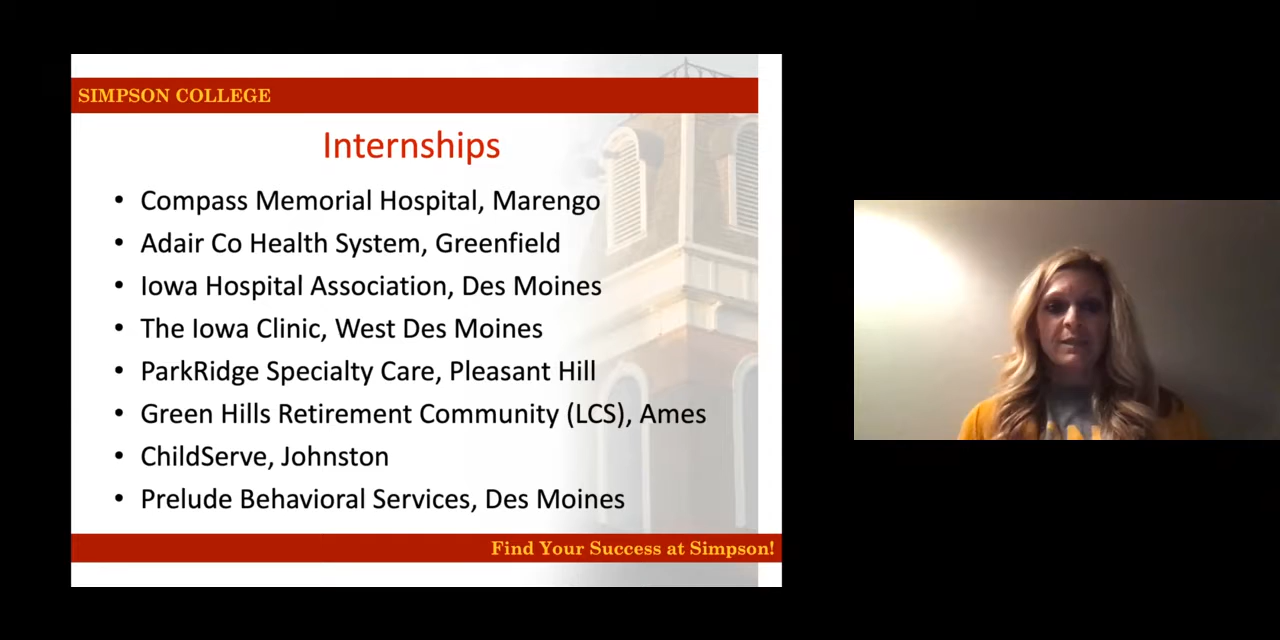 SIMPSON COLLEGE
Internships
• Compass Memorial Hospital, Marengo
• Adair Co Health System, Greenfield
• Iowa Hospital Association, Des Moines
• The Iowa Clinic, West Des Moines
• ParkRidge Specialty Care, Pleasant Hill
• Green Hills Retirement Community (LCS), Ames
• ChildServe, Johnston
• Prelude Behavioral Services, Des Moines
Find Your Success at Simpson!